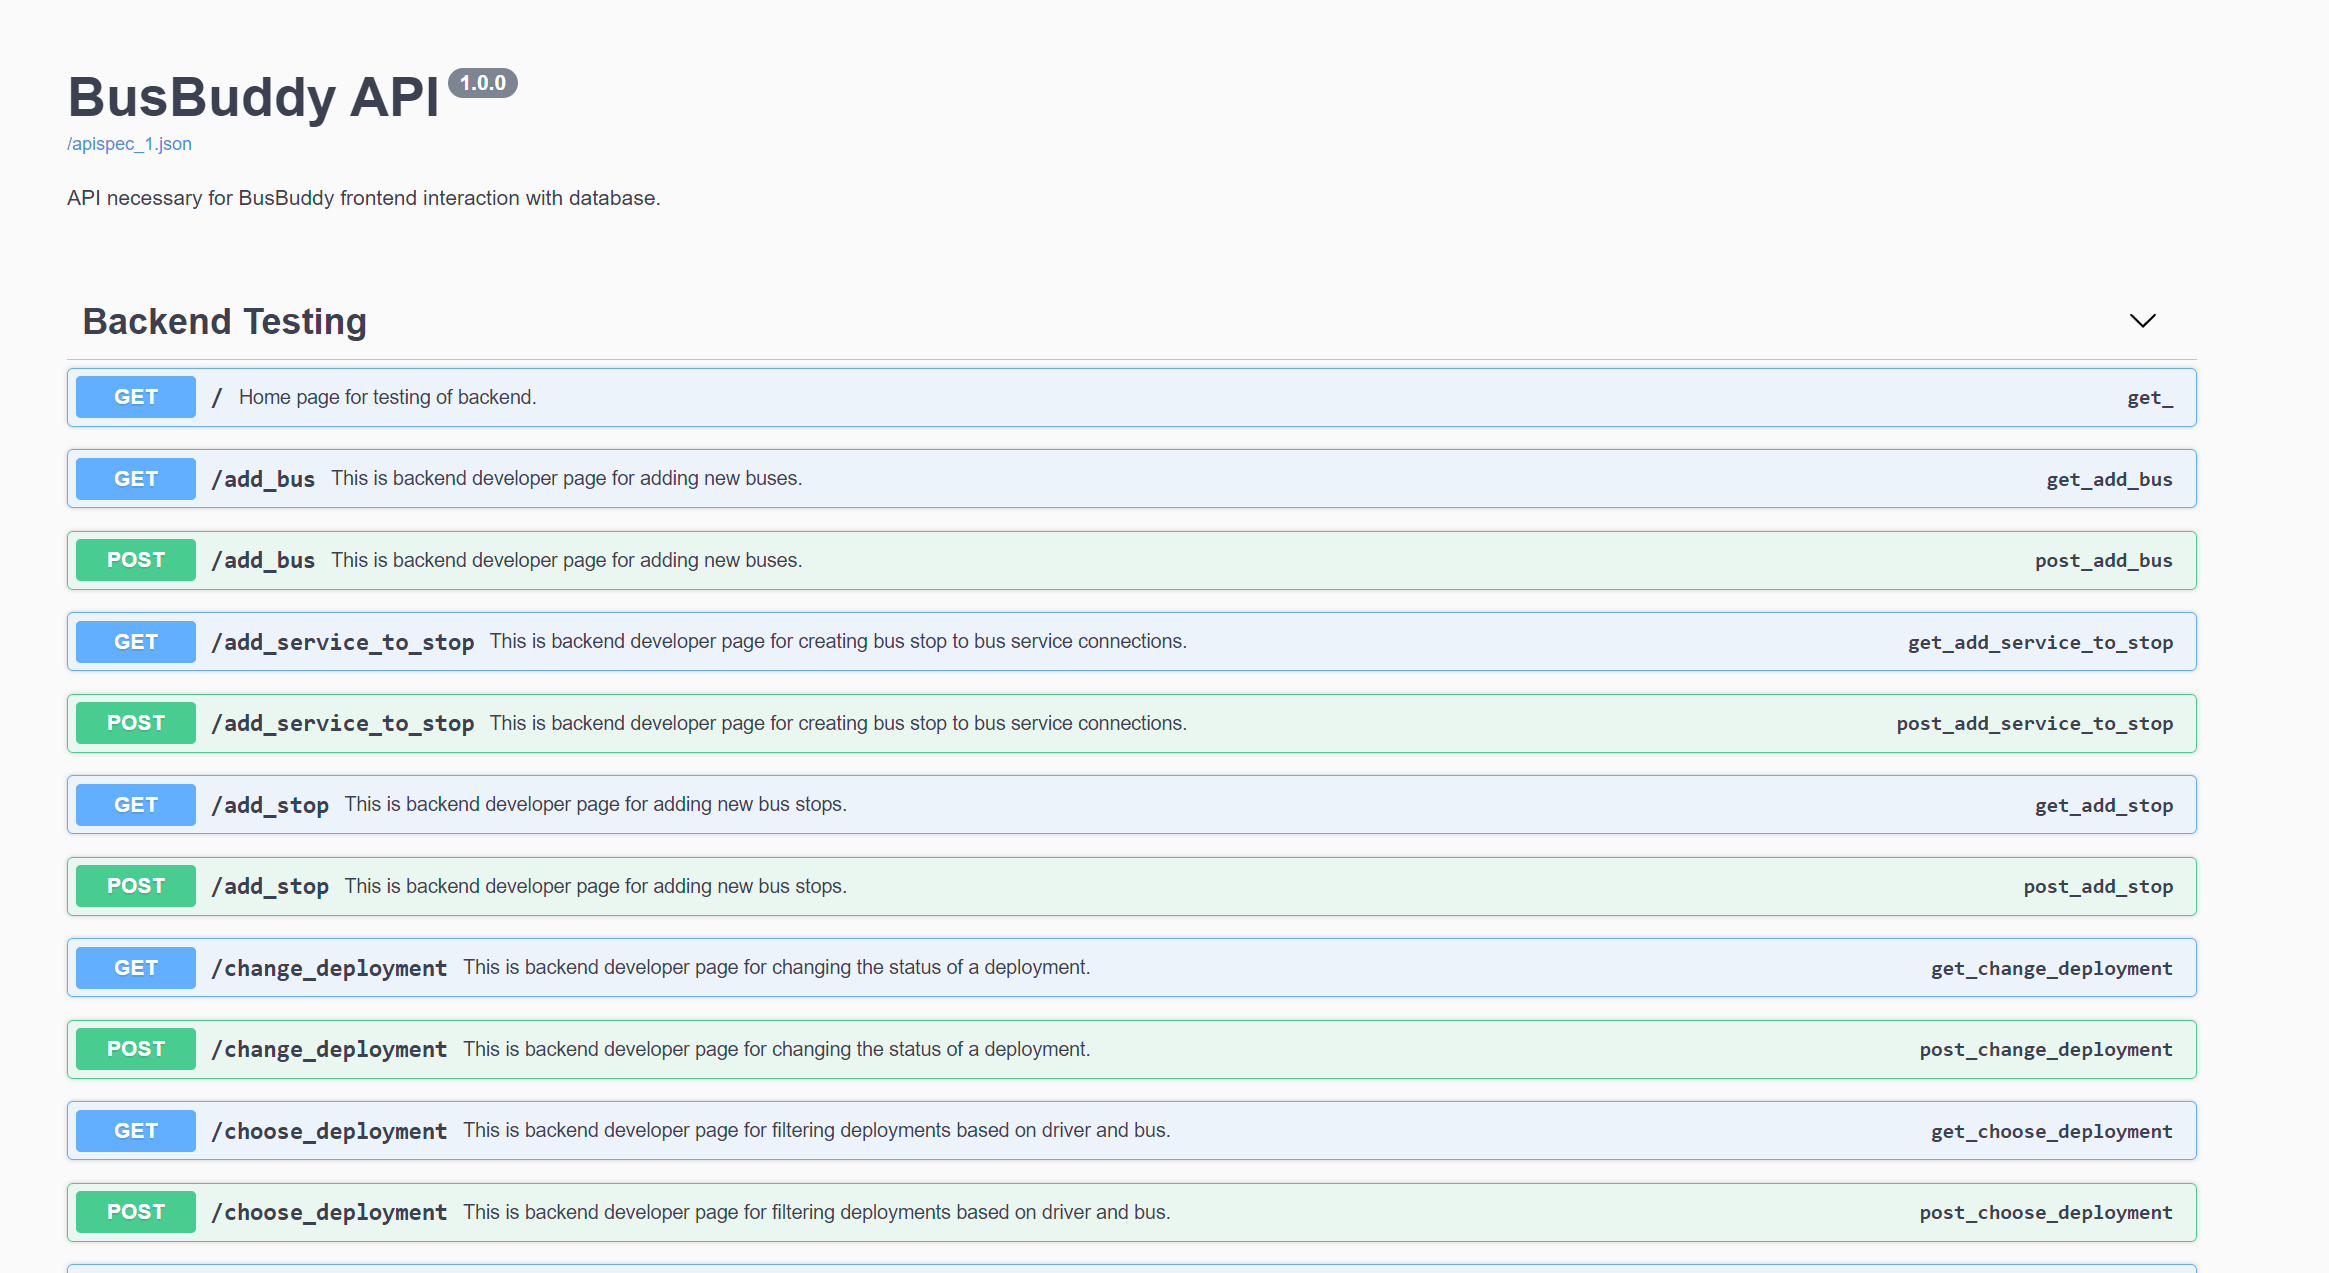 BusBuddy API 1.0.0
/apispec_1.json
API necessary for BusBuddy frontend interaction with database.
Backend Testing
GET / Home page for testing of backend. get_
GET /add_bus This is backend developer page for adding new buses. get_add_bus
POST /add_bus This is backend developer page for adding new buses. post_add_bus
GET /add_service_to_stop This is backend developer page for creating bus stop to bus service connections. get_add_service_to_stop
POST /add_service_to_stop This is backend developer page for creating bus stop to bus service connections. post_add_service_to_stop
GET /add_stop This is backend developer page for adding new bus stops. get_add_stop
POST /add_stop This is backend developer page for adding new bus stops. post_add_stop
GET /change_deployment This is backend developer page for changing the status of a deployment. get_change_deployment
POST /change_deployment This is backend developer page for changing the status of a deployment. post_change_deployment
GET /choose_deployment This is backend developer page for filtering deployments based on driver and bus. get_choose_deployment
POST /choose_deployment This is backend developer page for filtering deployments based on driver and bus. post_choose_deployment